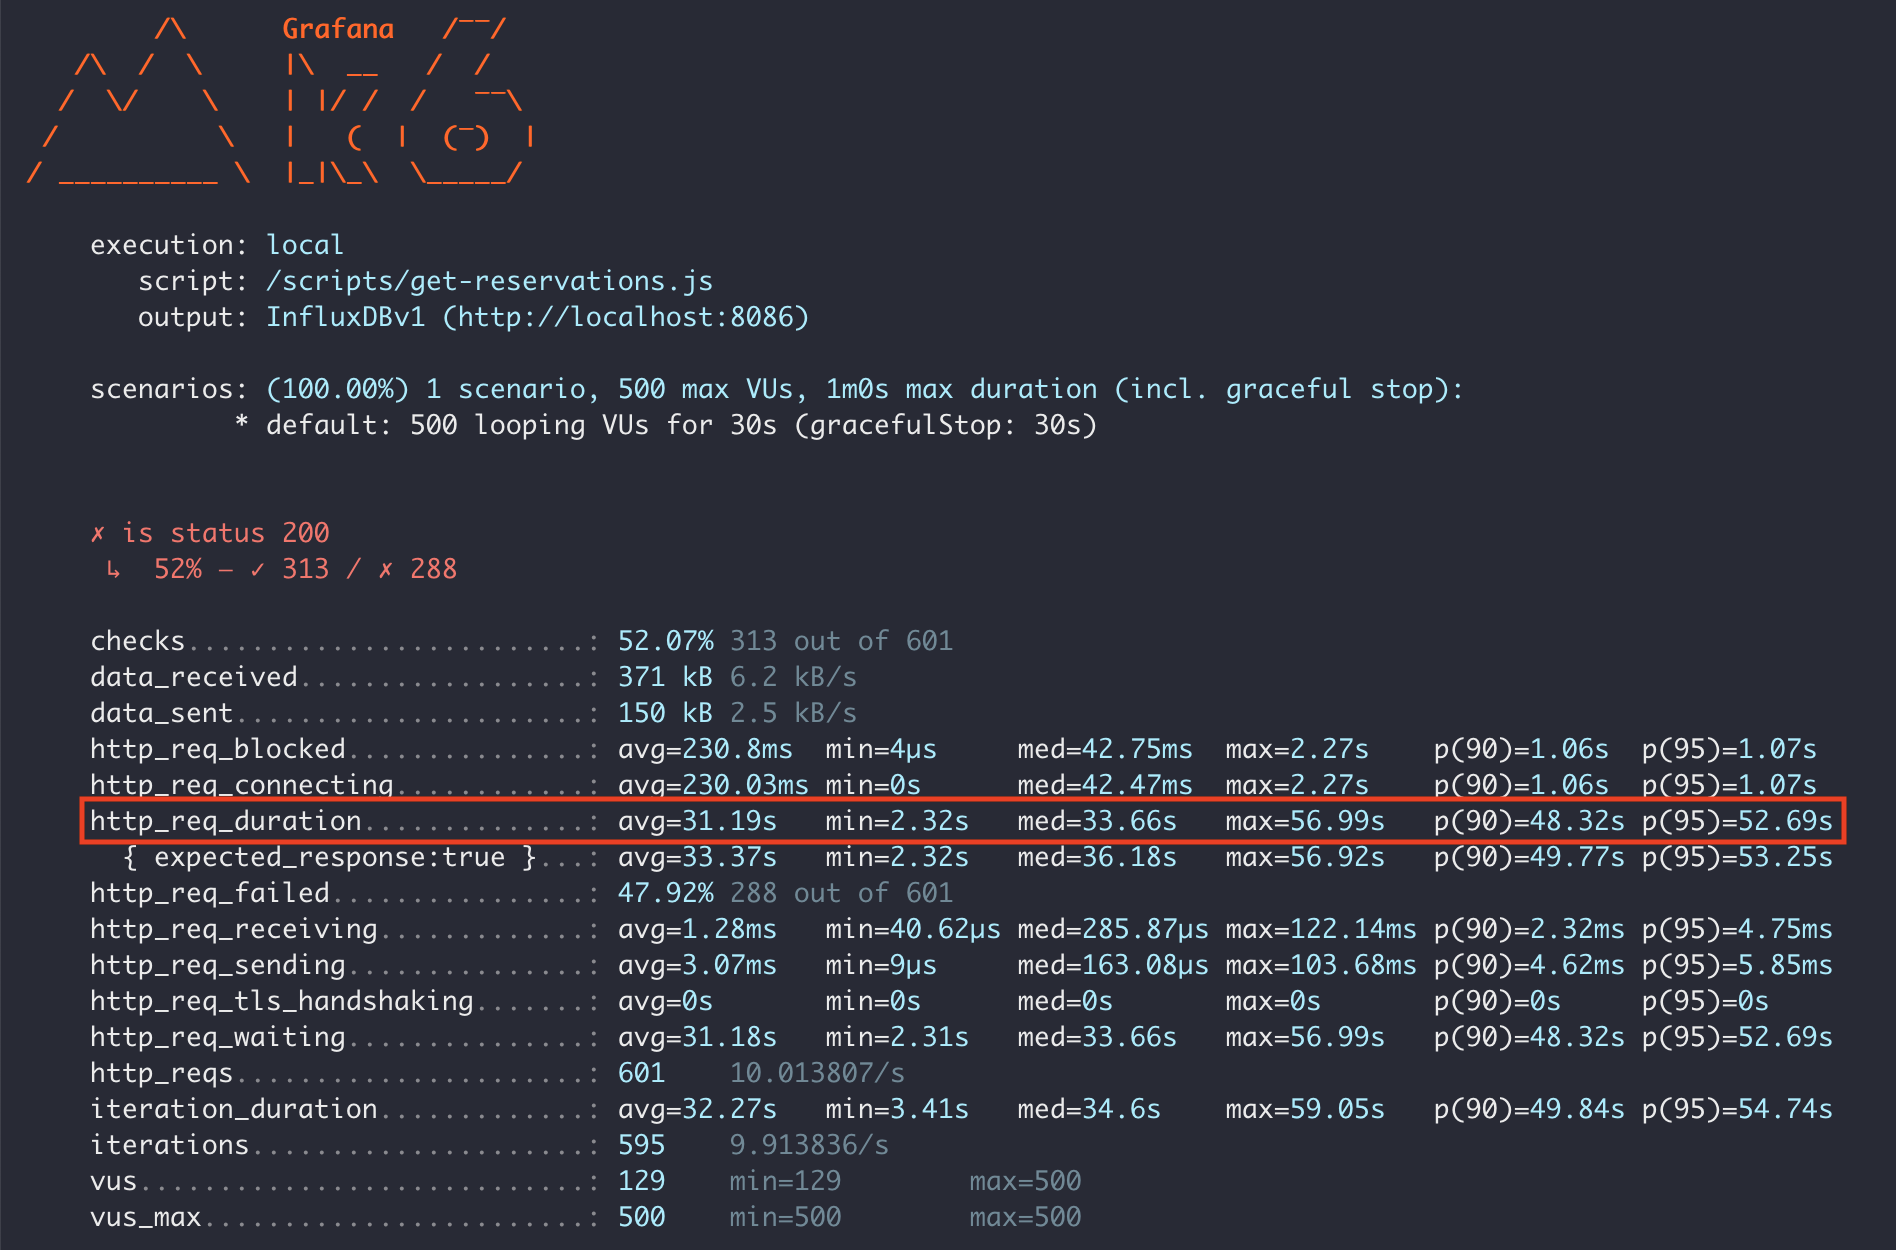 Grafana
execution: local
script: /scripts/get-reservations.js
output: InfluxDBv1 (http://localhost:8086)
scenarios: (100.00%) 1 scenario, 500 max VUs, 1m0s max duration (incl. graceful stop):
* default: 500 looping VUs for 30s (gracefulStop: 30s)
✗ is status 200
↳  52% — ✓ 313 / ✗ 288
checks.........................: 52.07% 313 out of 601
data_received..................: 371 kB 6.2 kB/s
data_sent......................: 150 kB 2.5 kB/s
http_req_blocked...............: avg=230.8ms  min=4µs     med=42.75ms  max=2.27s    p(90)=1.06s  p(95)=1.07s
http_req_connecting............: avg=230.03ms min=0s      med=42.47ms  max=2.27s    p(90)=1.06s  p(95)=1.07s
http_req_duration..............: avg=31.19s   min=2.32s   med=33.66s   max=56.99s   p(90)=48.32s p(95)=52.69s
{ expected_response:true }...: avg=33.37s   min=2.32s   med=36.18s   max=56.92s   p(90)=49.77s p(95)=53.25s
http_req_failed................: 47.92% 288 out of 601
http_req_receiving.............: avg=1.28ms   min=40.62µs med=285.87µs max=122.14ms p(90)=2.32ms p(95)=4.75ms
http_req_sending...............: avg=3.07ms   min=9µs     med=163.08µs max=103.68ms p(90)=4.62ms p(95)=5.85ms
http_req_tls_handshaking.......: avg=0s       min=0s      med=0s       max=0s       p(90)=0s     p(95)=0s
http_req_waiting...............: avg=31.18s   min=2.31s   med=33.66s   max=56.99s   p(90)=48.32s p(95)=52.69s
http_reqs......................: 601    10.013807/s
iteration_duration.............: avg=32.27s   min=3.41s   med=34.6s    max=59.05s   p(90)=49.84s p(95)=54.74s
iterations.....................: 595    9.913836/s
vus............................: 129    min=129        max=500
vus_max........................: 500    min=500        max=500